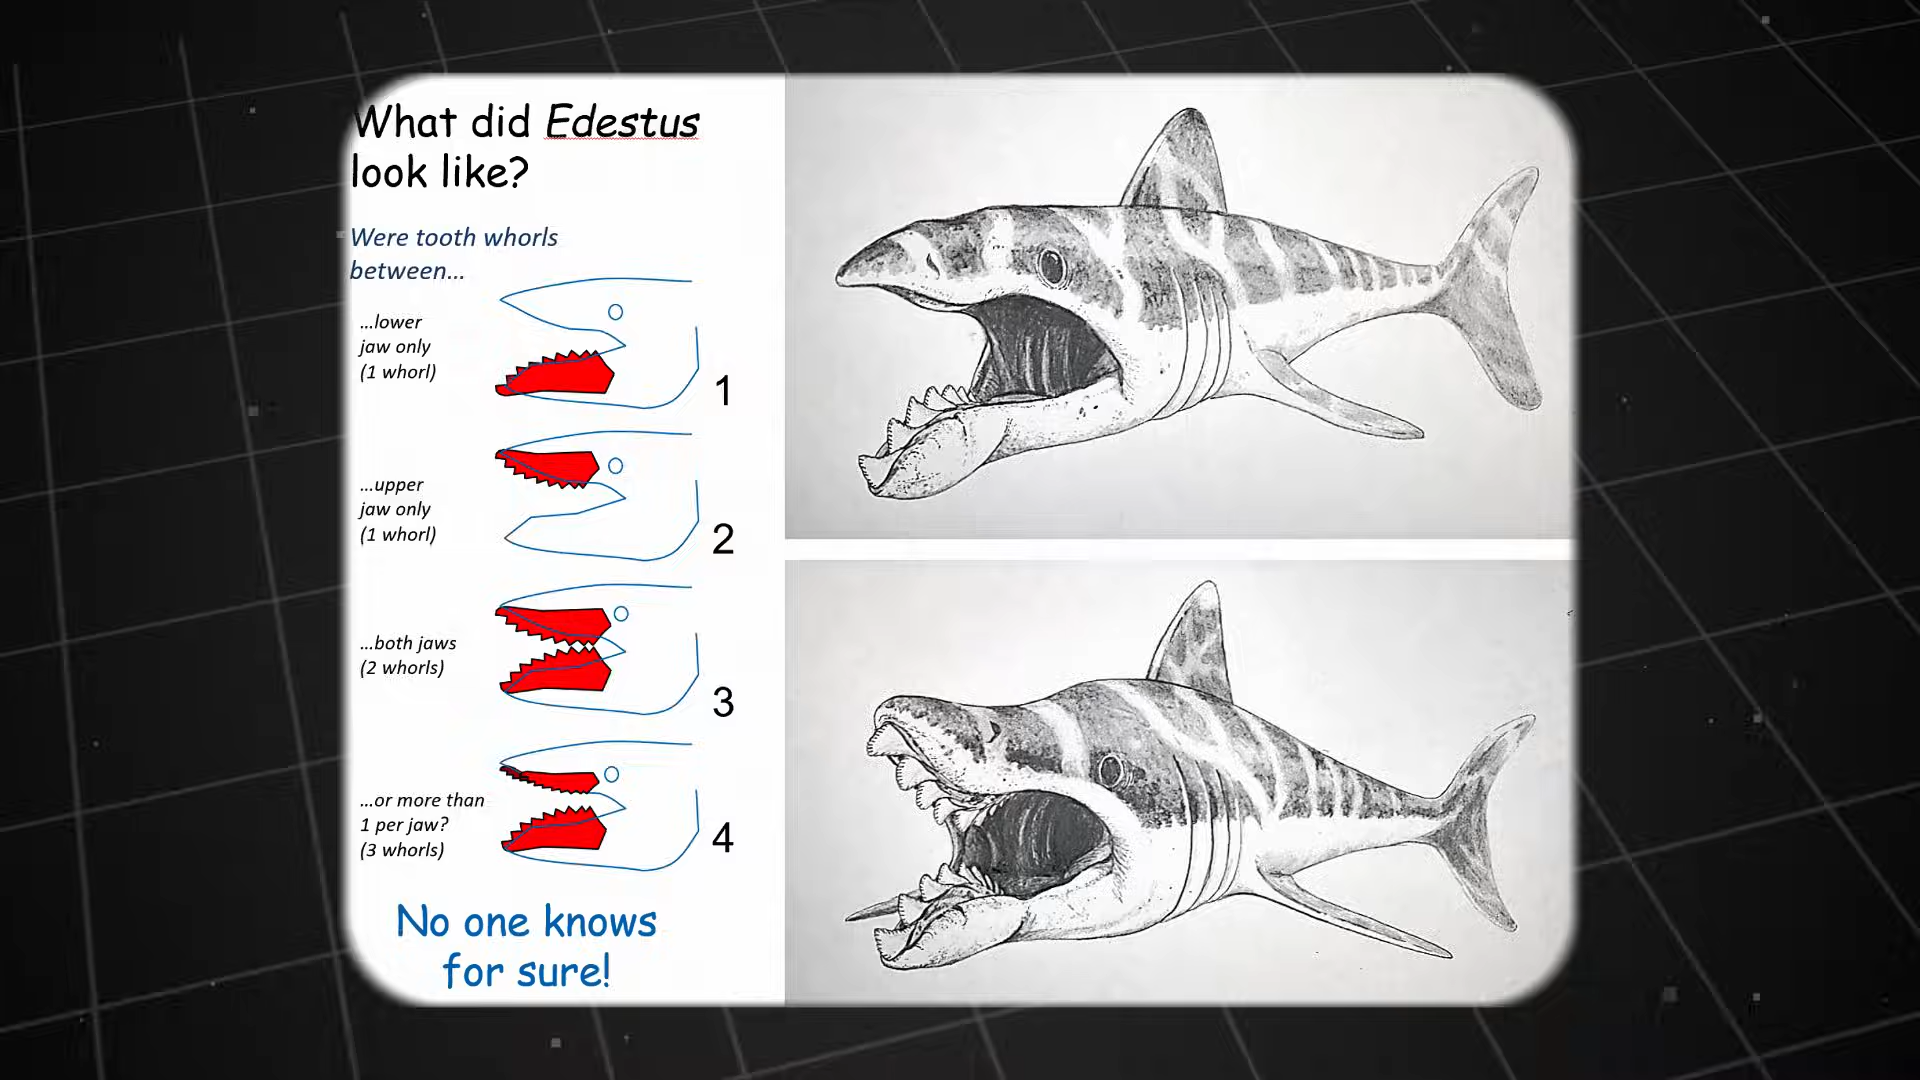 What did Edestus
look like?
Were tooth whorls
between...
...lower
jaw only
(1 whorl)
1
...upper
jaw only
(1 whorl)
2
...both jaws
(2 whorls)
3
...or more than
1 per jaw?
(3 whorls)
4
No one knows
for sure!